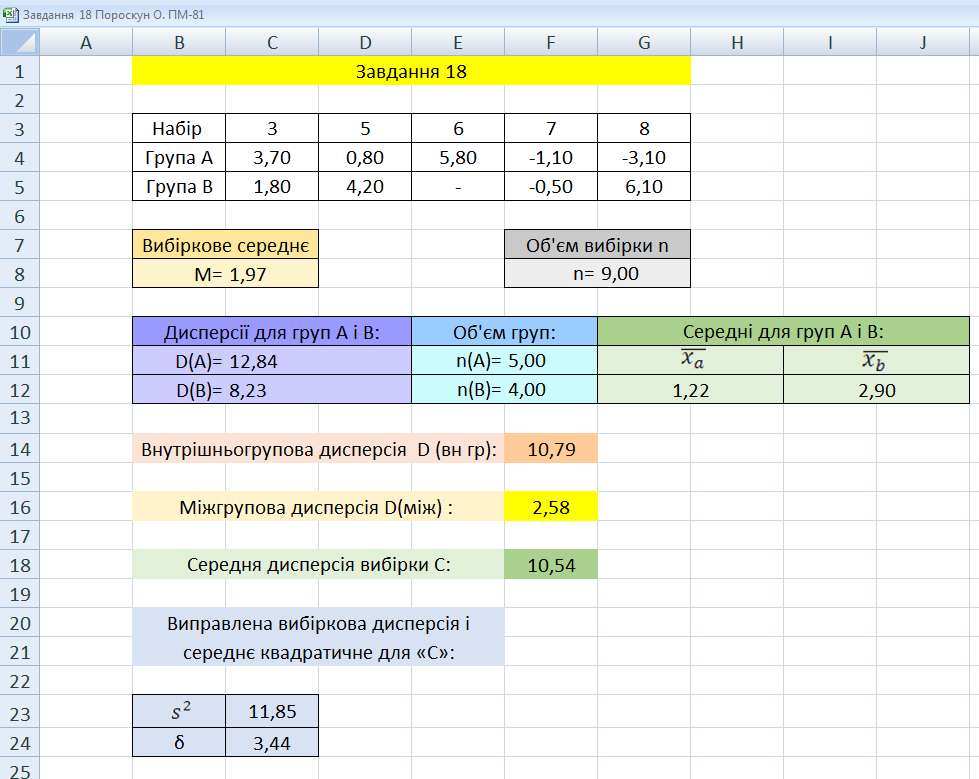 Завдання 18 Пороскун О. ПМ-81
A B C D E F G H I J
1 Завдання 18
2
3 Набір 3 5 6 7 8
4 Група А 3,70 0,80 5,80 -1,10 -3,10
5 Група В 1,80 4,20 - -0,50 6,10
6
7 Вибіркове середнє Об'єм вибірки n
8 М= 1,97 n= 9,00
9
10 Дисперсії для груп А і В: Об'єм груп: Середні для груп А і В:
11 D(A)= 12,84 n(A)= 5,00 x̅ₐ x̅_b
12 D(B)= 8,23 n(B)= 4,00 1,22 2,90
13
14 Внутрішньогрупова дисперсія D (вн гр): 10,79
15
16 Міжгрупова дисперсія D(між) : 2,58
17
18 Середня дисперсія вибірки С: 10,54
19
20 Виправлена вибіркова дисперсія і
21 середнє квадратичне для «С»:
22
23 s² 11,85
24 δ 3,44
25